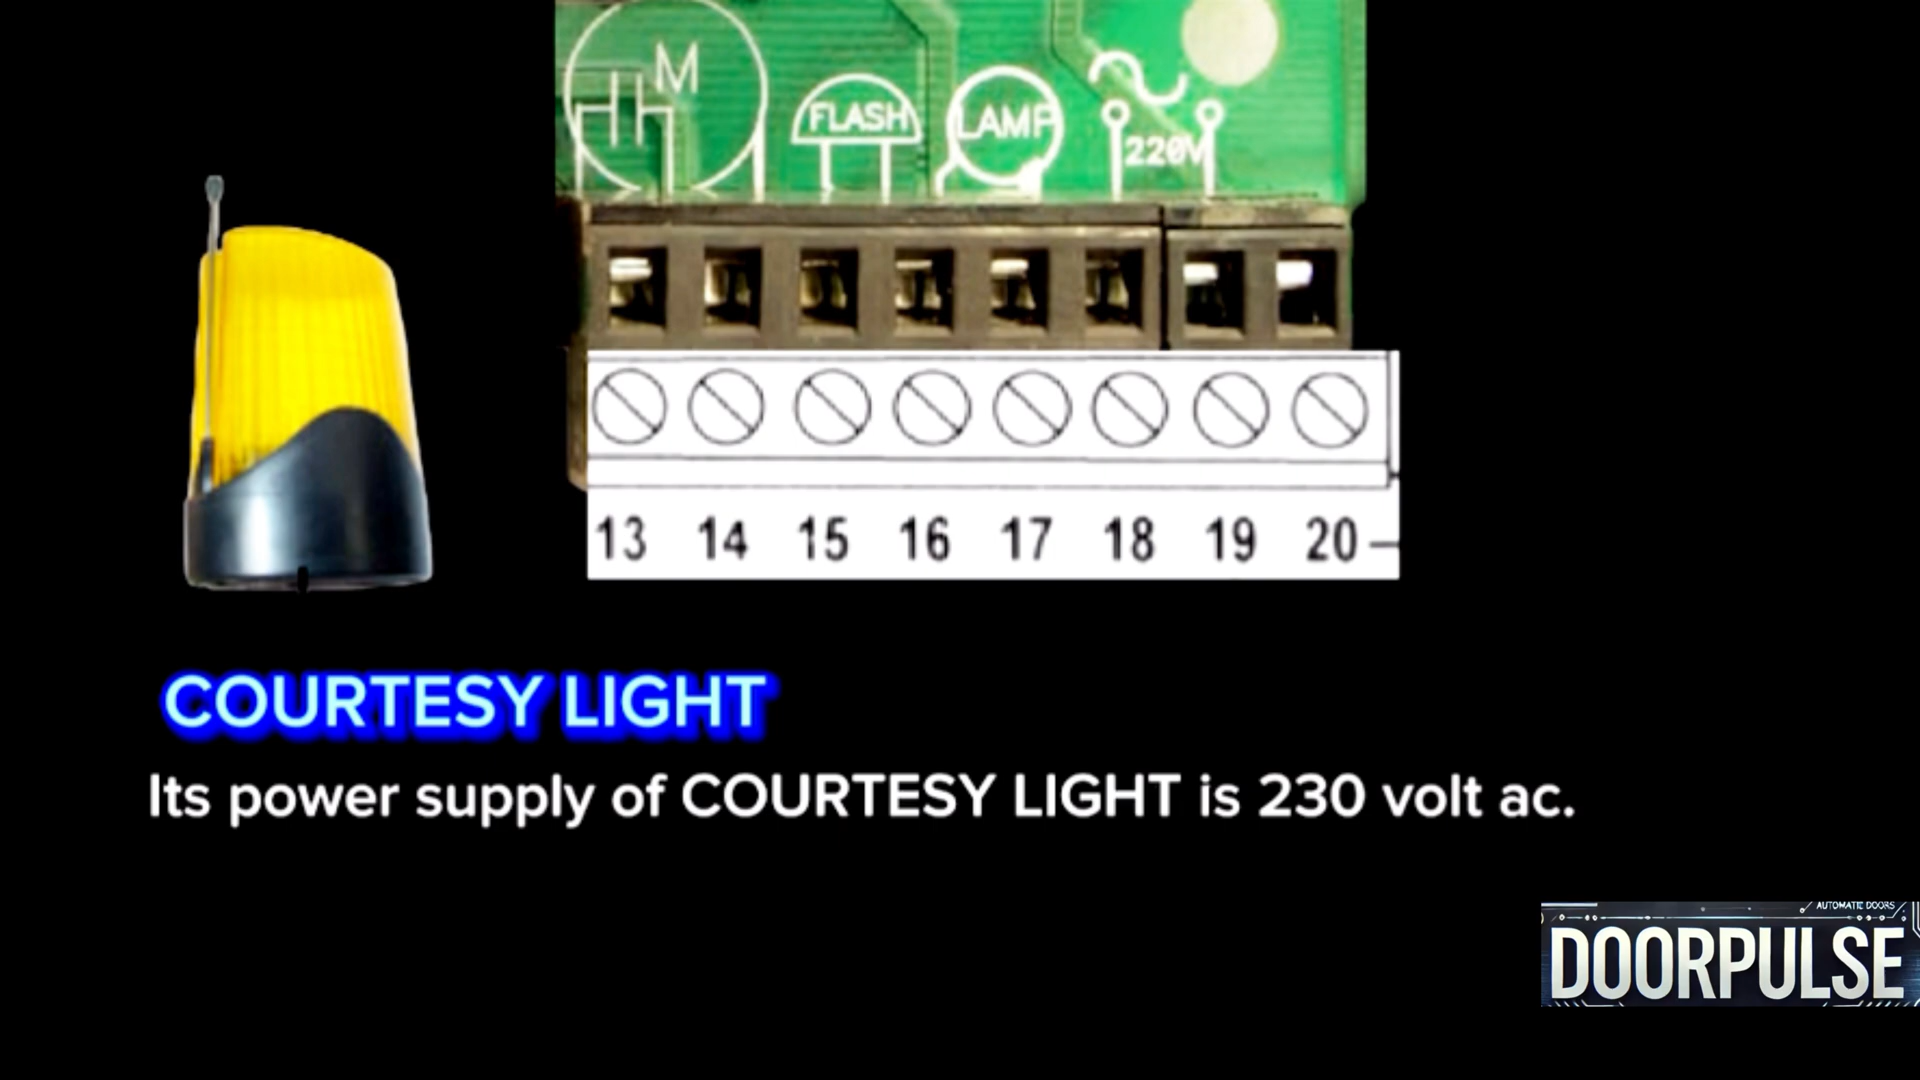 M
FLASH
LAMP
220V
13 14 15 16 17 18 19 20
COURTESY LIGHT
Its power supply of COURTESY LIGHT is 230 volt ac.
AUTOMATIC DOORS
DOORPULSE